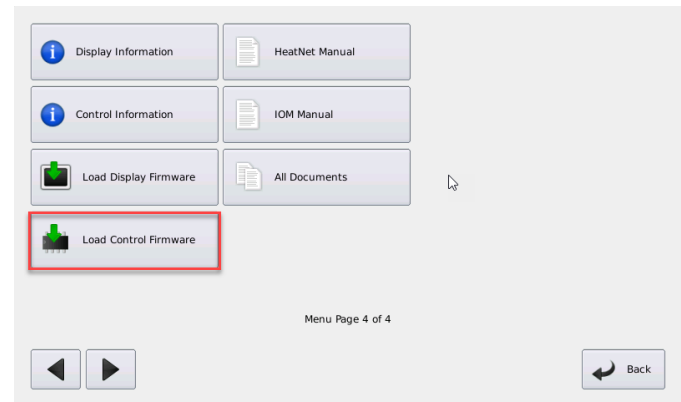 Display Information
HeatNet Manual
Control Information
IOM Manual
Load Display Firmware
All Documents
Load Control Firmware
Menu Page 4 of 4
Back